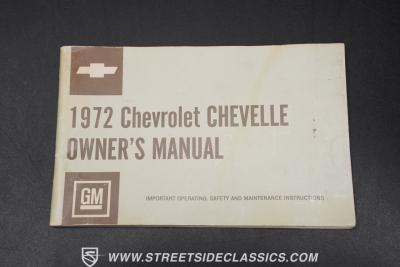 1972 Chevrolet CHEVELLE
OWNER'S MANUAL
GM
IMPORTANT OPERATING, SAFETY AND MAINTENANCE INSTRUCTIONS
WWW.STREETSIDECLASSICS.COM